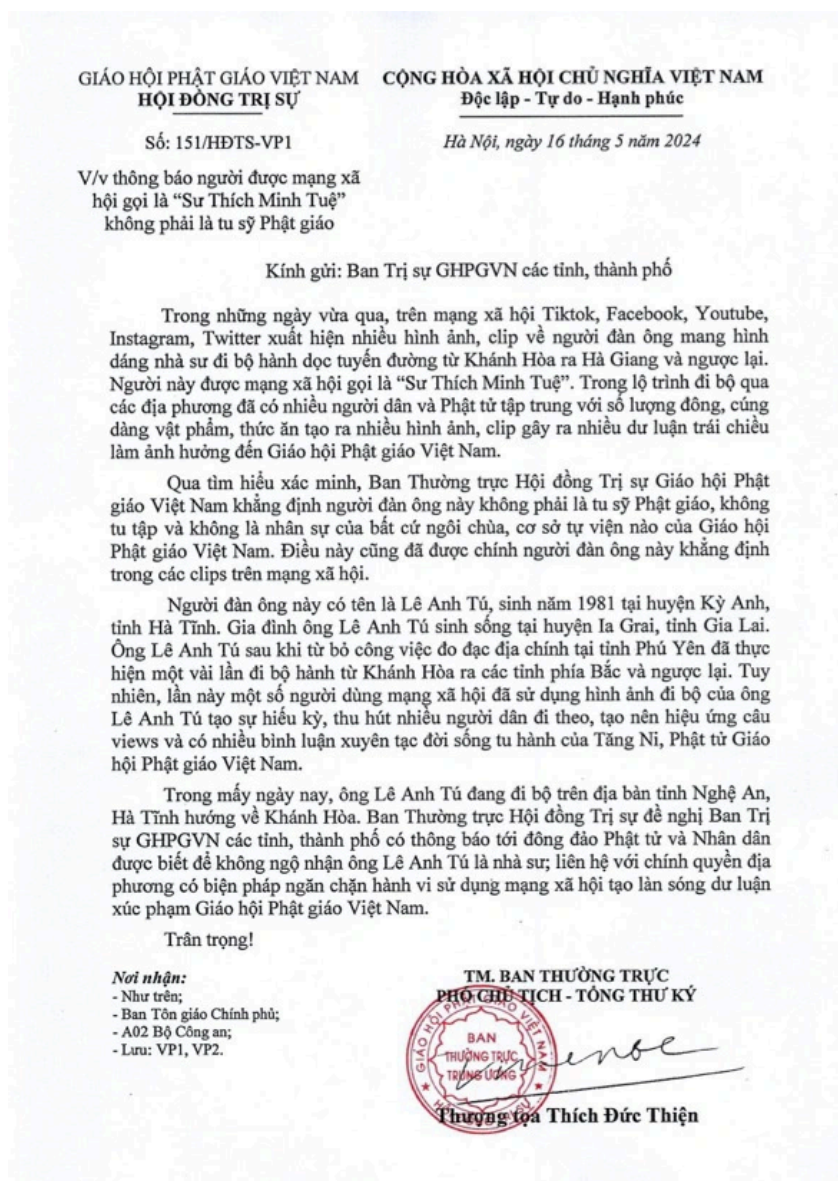 GIÁO HỘI PHẬT GIÁO VIỆT NAM
HỘI ĐỒNG TRỊ SỰ
Số: 151/HĐTS-VP1
V/v thông báo người được mạng xã
hội gọi là “Sư Thích Minh Tuệ”
không phải là tu sỹ Phật giáo
CỘNG HÒA XÃ HỘI CHỦ NGHĨA VIỆT NAM
Độc lập - Tự do - Hạnh phúc
Hà Nội, ngày 16 tháng 5 năm 2024
Kính gửi: Ban Trị sự GHPGVN các tỉnh, thành phố
Trong những ngày vừa qua, trên mạng xã hội Tiktok, Facebook, Youtube,
Instagram, Twitter xuất hiện nhiều hình ảnh, clip về người đàn ông mang hình
dáng nhà sư đi bộ hành dọc tuyến đường từ Khánh Hòa ra Hà Giang và ngược lại.
Người này được mạng xã hội gọi là “Sư Thích Minh Tuệ”. Trong lộ trình đi bộ qua
các địa phương đã có nhiều người dân và Phật tử tập trung với số lượng đông, cúng
dàng vật phẩm, thức ăn tạo ra nhiều hình ảnh, clip gây ra nhiều dư luận trái chiều
làm ảnh hưởng đến Giáo hội Phật giáo Việt Nam.
Qua tìm hiểu xác minh, Ban Thường trực Hội đồng Trị sự Giáo hội Phật
giáo Việt Nam khẳng định người đàn ông này không phải là tu sỹ Phật giáo, không
tu tập và không là nhân sự của bất cứ ngôi chùa, cơ sở tự viện nào của Giáo hội
Phật giáo Việt Nam. Điều này cũng đã được chính người đàn ông này khẳng định
trong các clips trên mạng xã hội.
Người đàn ông này có tên là Lê Anh Tú, sinh năm 1981 tại huyện Kỳ Anh,
tỉnh Hà Tĩnh. Gia đình ông Lê Anh Tú sinh sống tại huyện Ia Grai, tỉnh Gia Lai.
Ông Lê Anh Tú sau khi từ bỏ công việc đo đạc địa chính tại tỉnh Phú Yên đã thực
hiện một vài lần đi bộ hành từ Khánh Hòa ra các tỉnh phía Bắc và ngược lại. Tuy
nhiên, lần này một số người dùng mạng xã hội đã sử dụng hình ảnh đi bộ của ông
Lê Anh Tú tạo sự hiếu kỳ, thu hút nhiều người dân đi theo, tạo nên hiệu ứng câu
views và có nhiều bình luận xuyên tạc đời sống tu hành của Tăng Ni, Phật tử Giáo
hội Phật giáo Việt Nam.
Trong mấy ngày nay, ông Lê Anh Tú đang đi bộ trên địa bàn tỉnh Nghệ An,
Hà Tĩnh hướng về Khánh Hòa. Ban Thường trực Hội đồng Trị sự đề nghị Ban Trị
sự GHPGVN các tỉnh, thành phố có thông báo tới đông đảo Phật tử và Nhân dân
được biết để không ngộ nhận ông Lê Anh Tú là nhà sư; liên hệ với chính quyền địa
phương có biện pháp ngăn chặn hành vi sử dụng mạng xã hội tạo làn sóng dư luận
xúc phạm Giáo hội Phật giáo Việt Nam.
Trân trọng!
Nơi nhận:
- Như trên;
- Ban Tôn giáo Chính phủ;
- A02 Bộ Công an;
- Lưu: VP1, VP2.
TM. BAN THƯỜNG TRỰC
PHÓ CHỦ TỊCH - TỔNG THƯ KÝ
GIÁO HỘI PHẬT GIÁO VIỆT NAM
BAN
THƯỜNG TRỰC
TRUNG ƯƠNG
HỘI ĐỒNG TRỊ SỰ
Thượng tọa Thích Đức Thiện